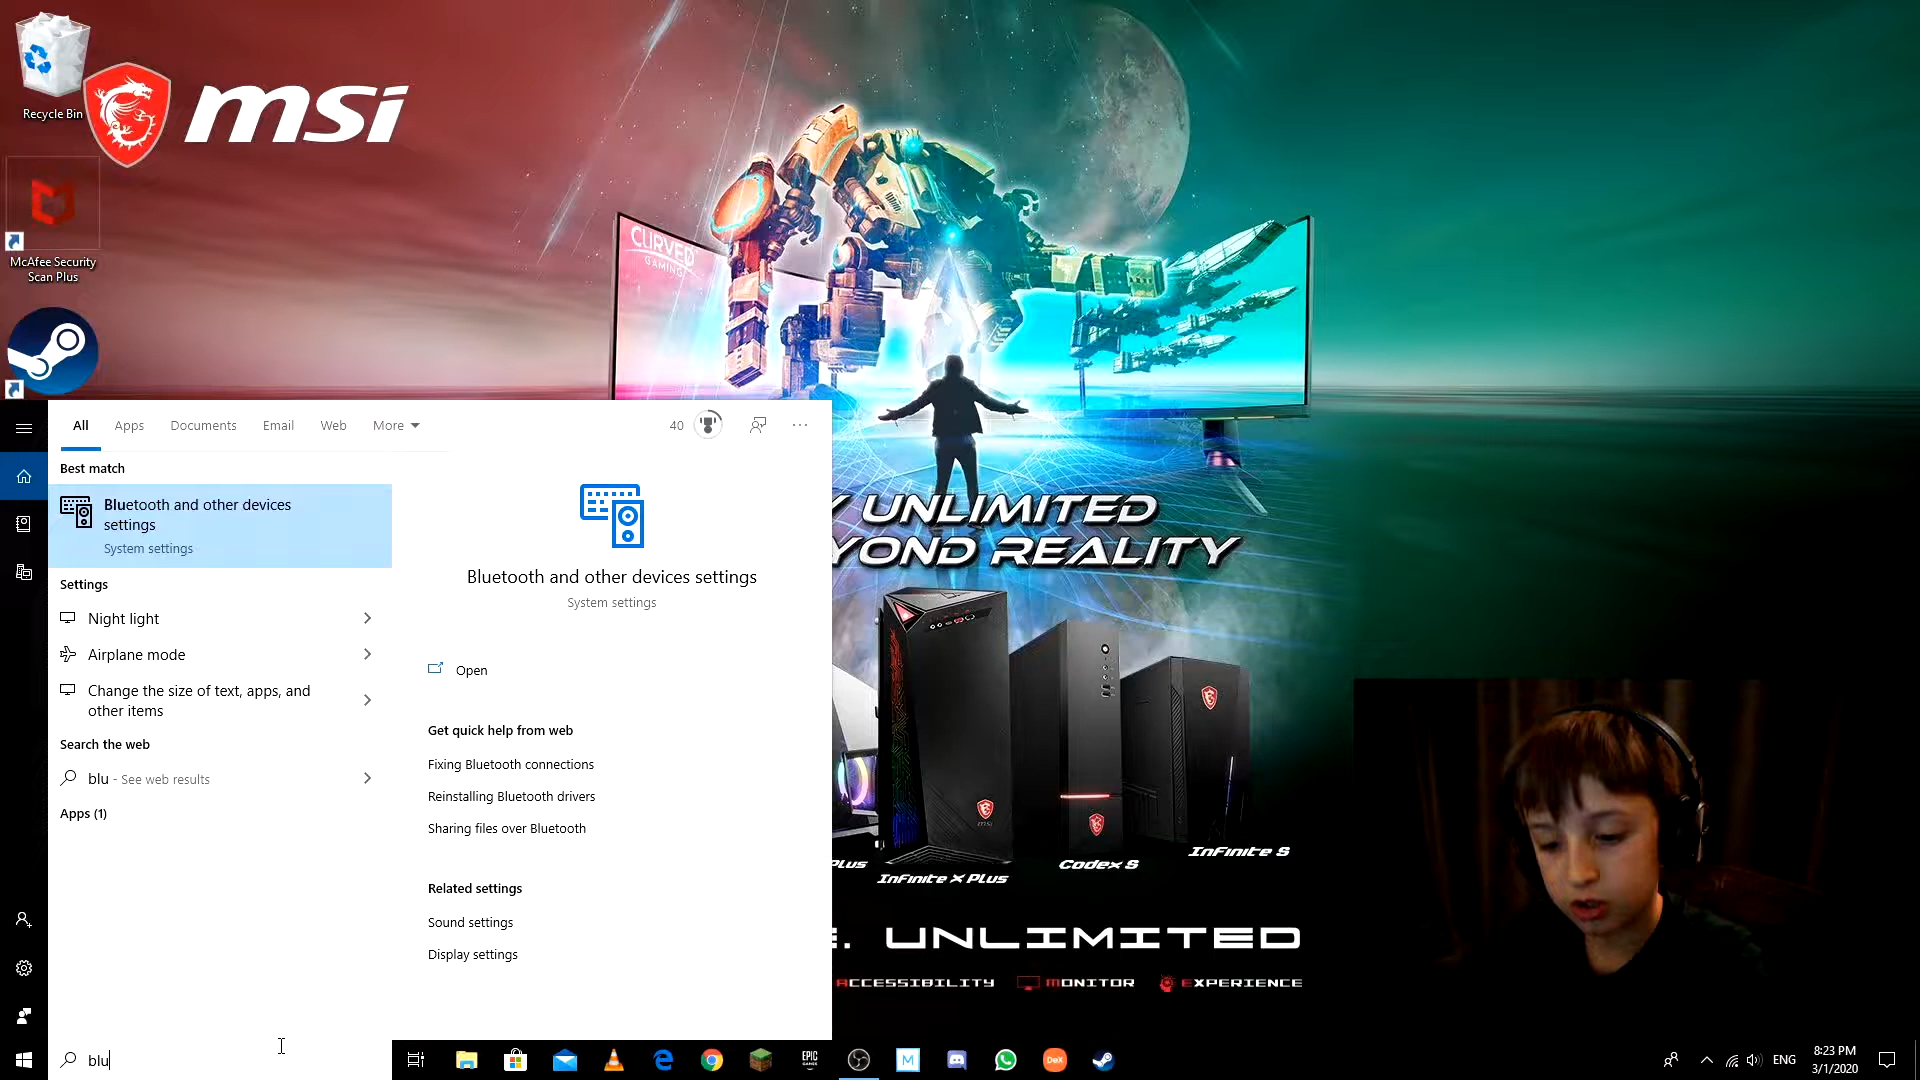 Recycle Bin
msi
McAfee Security
Scan Plus
CURVED
GAMING
UNLIMITED
YOND REALITY
All
Apps
Documents
Email
Web
More
40
Best match
Bluetooth and other devices
settings
System settings
Settings
Night light
Airplane mode
Change the size of text, apps, and
other items
Search the web
blu - See web results
Apps (1)
Bluetooth and other devices settings
System settings
Open
Get quick help from web
Fixing Bluetooth connections
Reinstalling Bluetooth drivers
Sharing files over Bluetooth
Related settings
Sound settings
Display settings
msi
Plus
Infinite X Plus
Codex S
Infinite S
E. UNLIMITED
ACCESSIBILITY
MONITOR
EXPERIENCE
blu
EPIC
GAMES
M
DeX
ENG
8:23 PM
3/1/2020